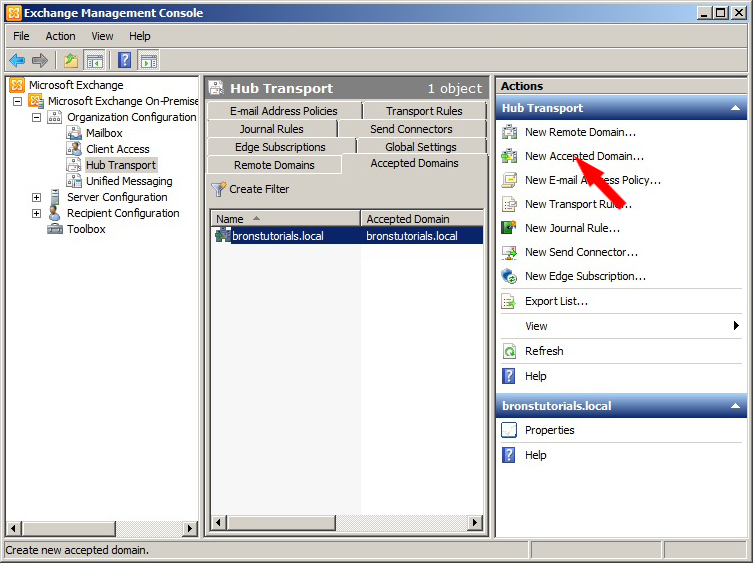 Exchange Management Console
File Action View Help
Microsoft Exchange
Microsoft Exchange On-Premise
Organization Configuration
Mailbox
Client Access
Hub Transport
Unified Messaging
Server Configuration
Recipient Configuration
Toolbox
Hub Transport 1 object
E-mail Address Policies Transport Rules
Journal Rules Send Connectors
Edge Subscriptions Global Settings
Remote Domains Accepted Domains
Create Filter
Name Accepted Domain
bronstutorials.local bronstutorials.local
Actions
Hub Transport
New Remote Domain...
New Accepted Domain...
New E-mail Address Policy...
New Transport Rule...
New Journal Rule...
New Send Connector...
New Edge Subscription...
Export List...
View
Refresh
Help
bronstutorials.local
Properties
Help
Create new accepted domain.